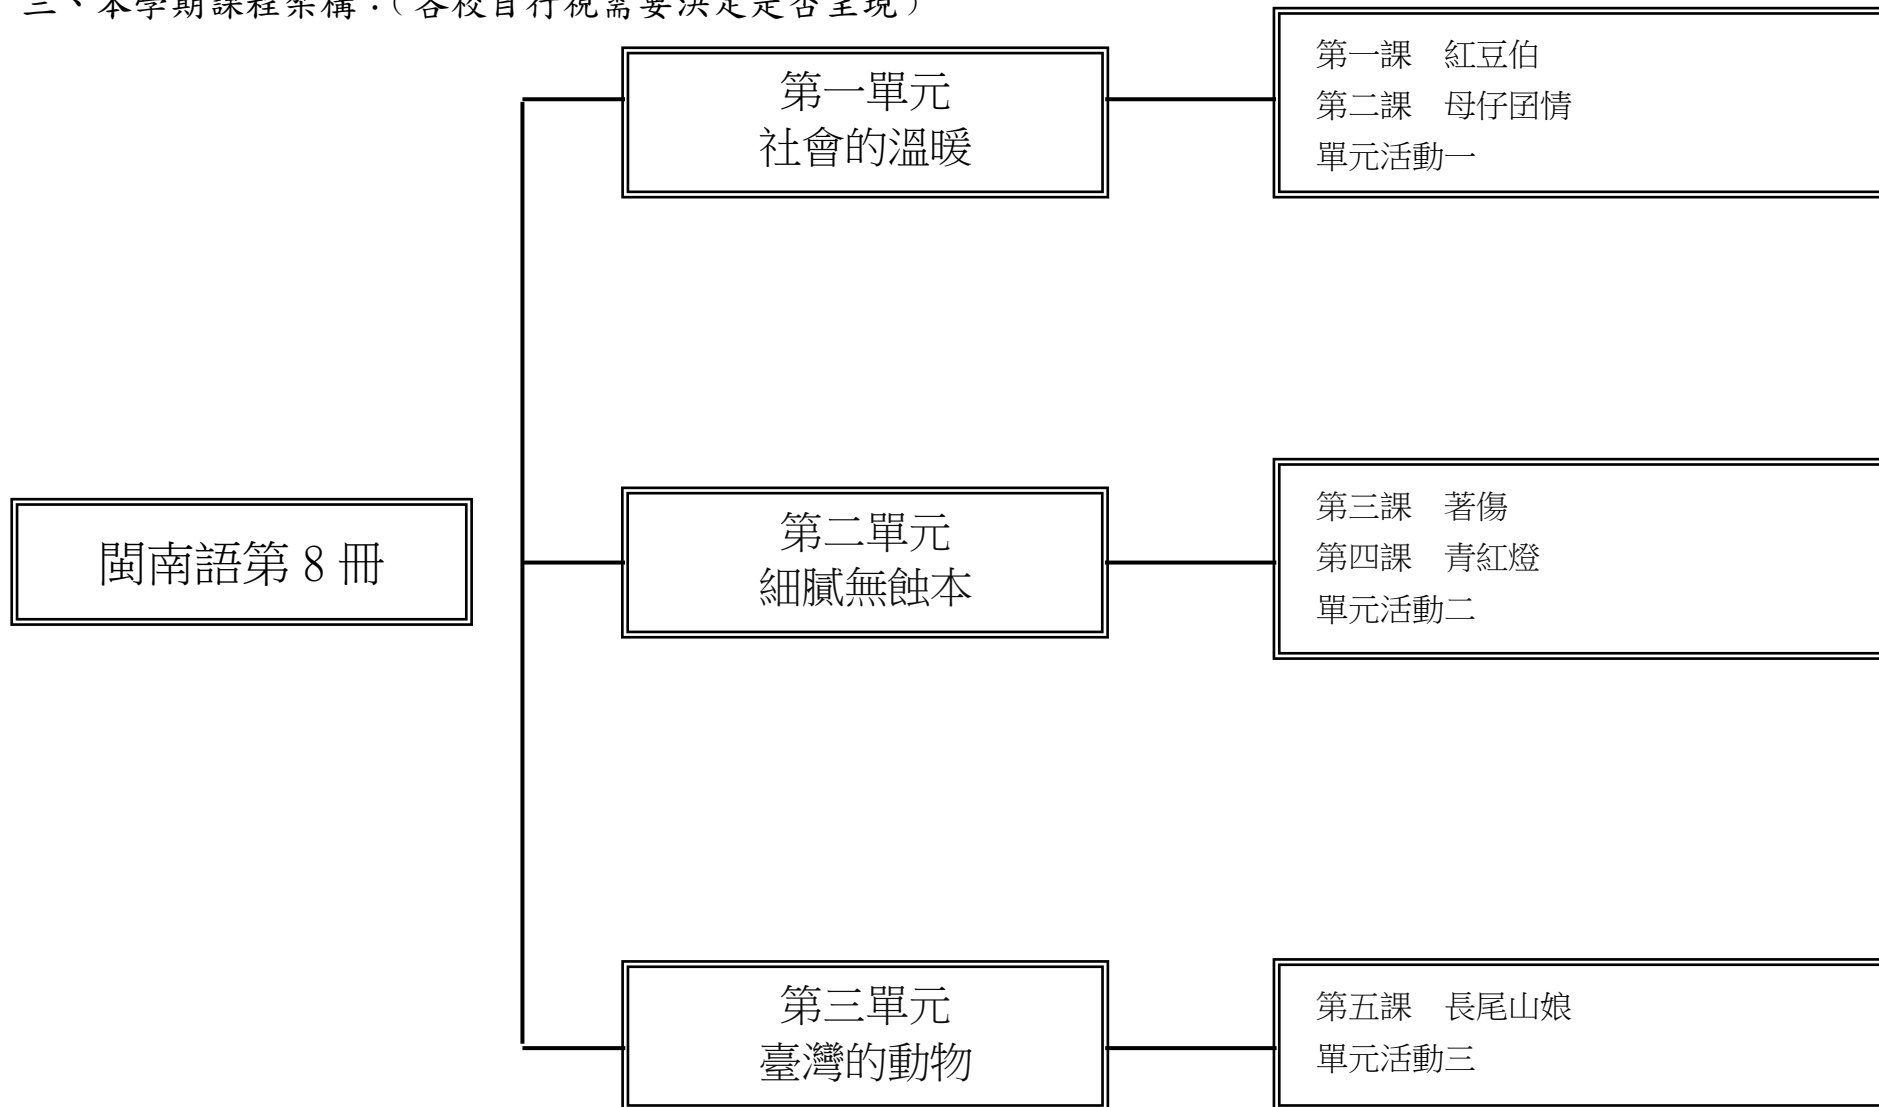 三、本學期課程架構：（各校自行視需要決定是否呈現）
第一單元
社會的溫暖
第一課　紅豆伯
第二課　母仔囝情
單元活動一
閩南語第 8 冊
第二單元
細膩無蝕本
第三課　著傷
第四課　青紅燈
單元活動二
第三單元
臺灣的動物
第五課　長尾山娘
單元活動三